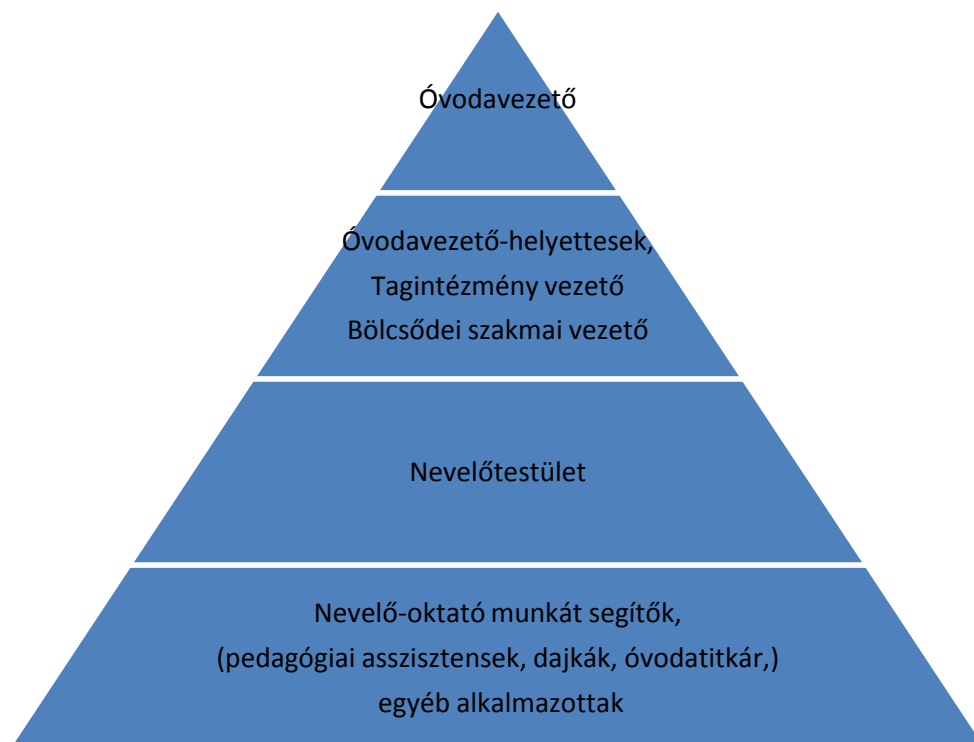 Óvodavezető
Óvodavezető-helyettesek,
Tagintézmény vezető
Bölcsődei szakmai vezető
Nevelőtestület
Nevelő-oktató munkát segítők,
(pedagógiai asszisztensek, dajkák, óvodatitkár,)
egyéb alkalmazottak